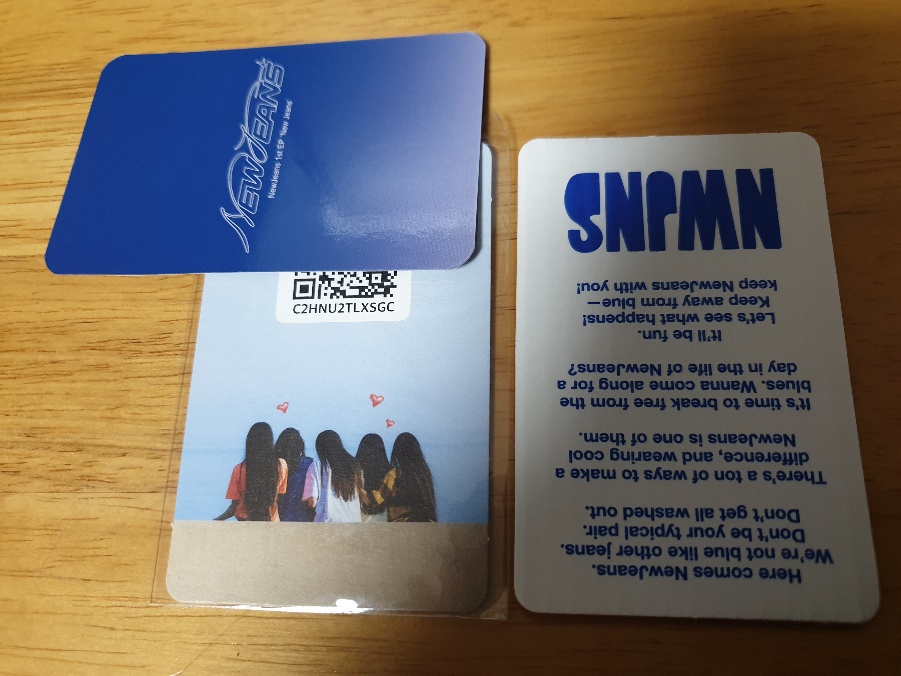 NEWJEANS
NewJeans 1st EP 'New Jeans'
C2HNU2TLXSGC
Here comes NewJeans.
We're not blue like other jeans.
Don't be your typical pair.
Don't get all washed out.
There's a ton of ways to make a
difference, and wearing cool
NewJeans is one of them.
It's time to break free from the
blues. Wanna come along for a
day in the life of NewJeans?
It'll be fun.
Let's see what happens!
Keep away from blue—
keep NewJeans with you!
NWJNS